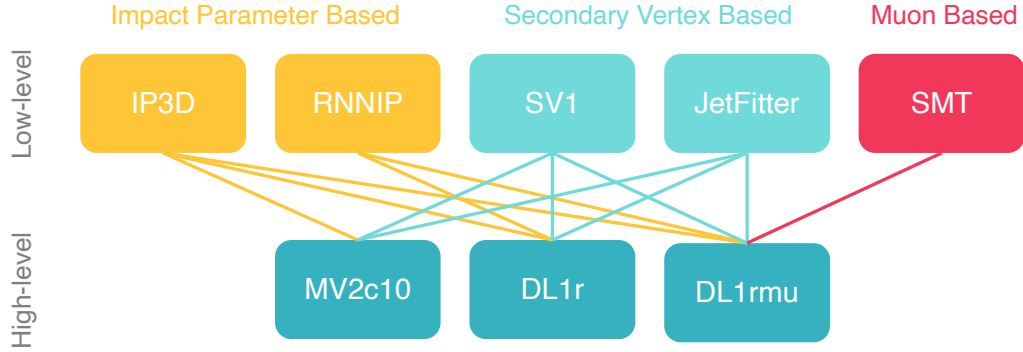 Impact Parameter Based Secondary Vertex Based Muon Based
Low-level
IP3D RNNIP SV1 JetFitter SMT
High-level
MV2c10 DL1r DL1rmu